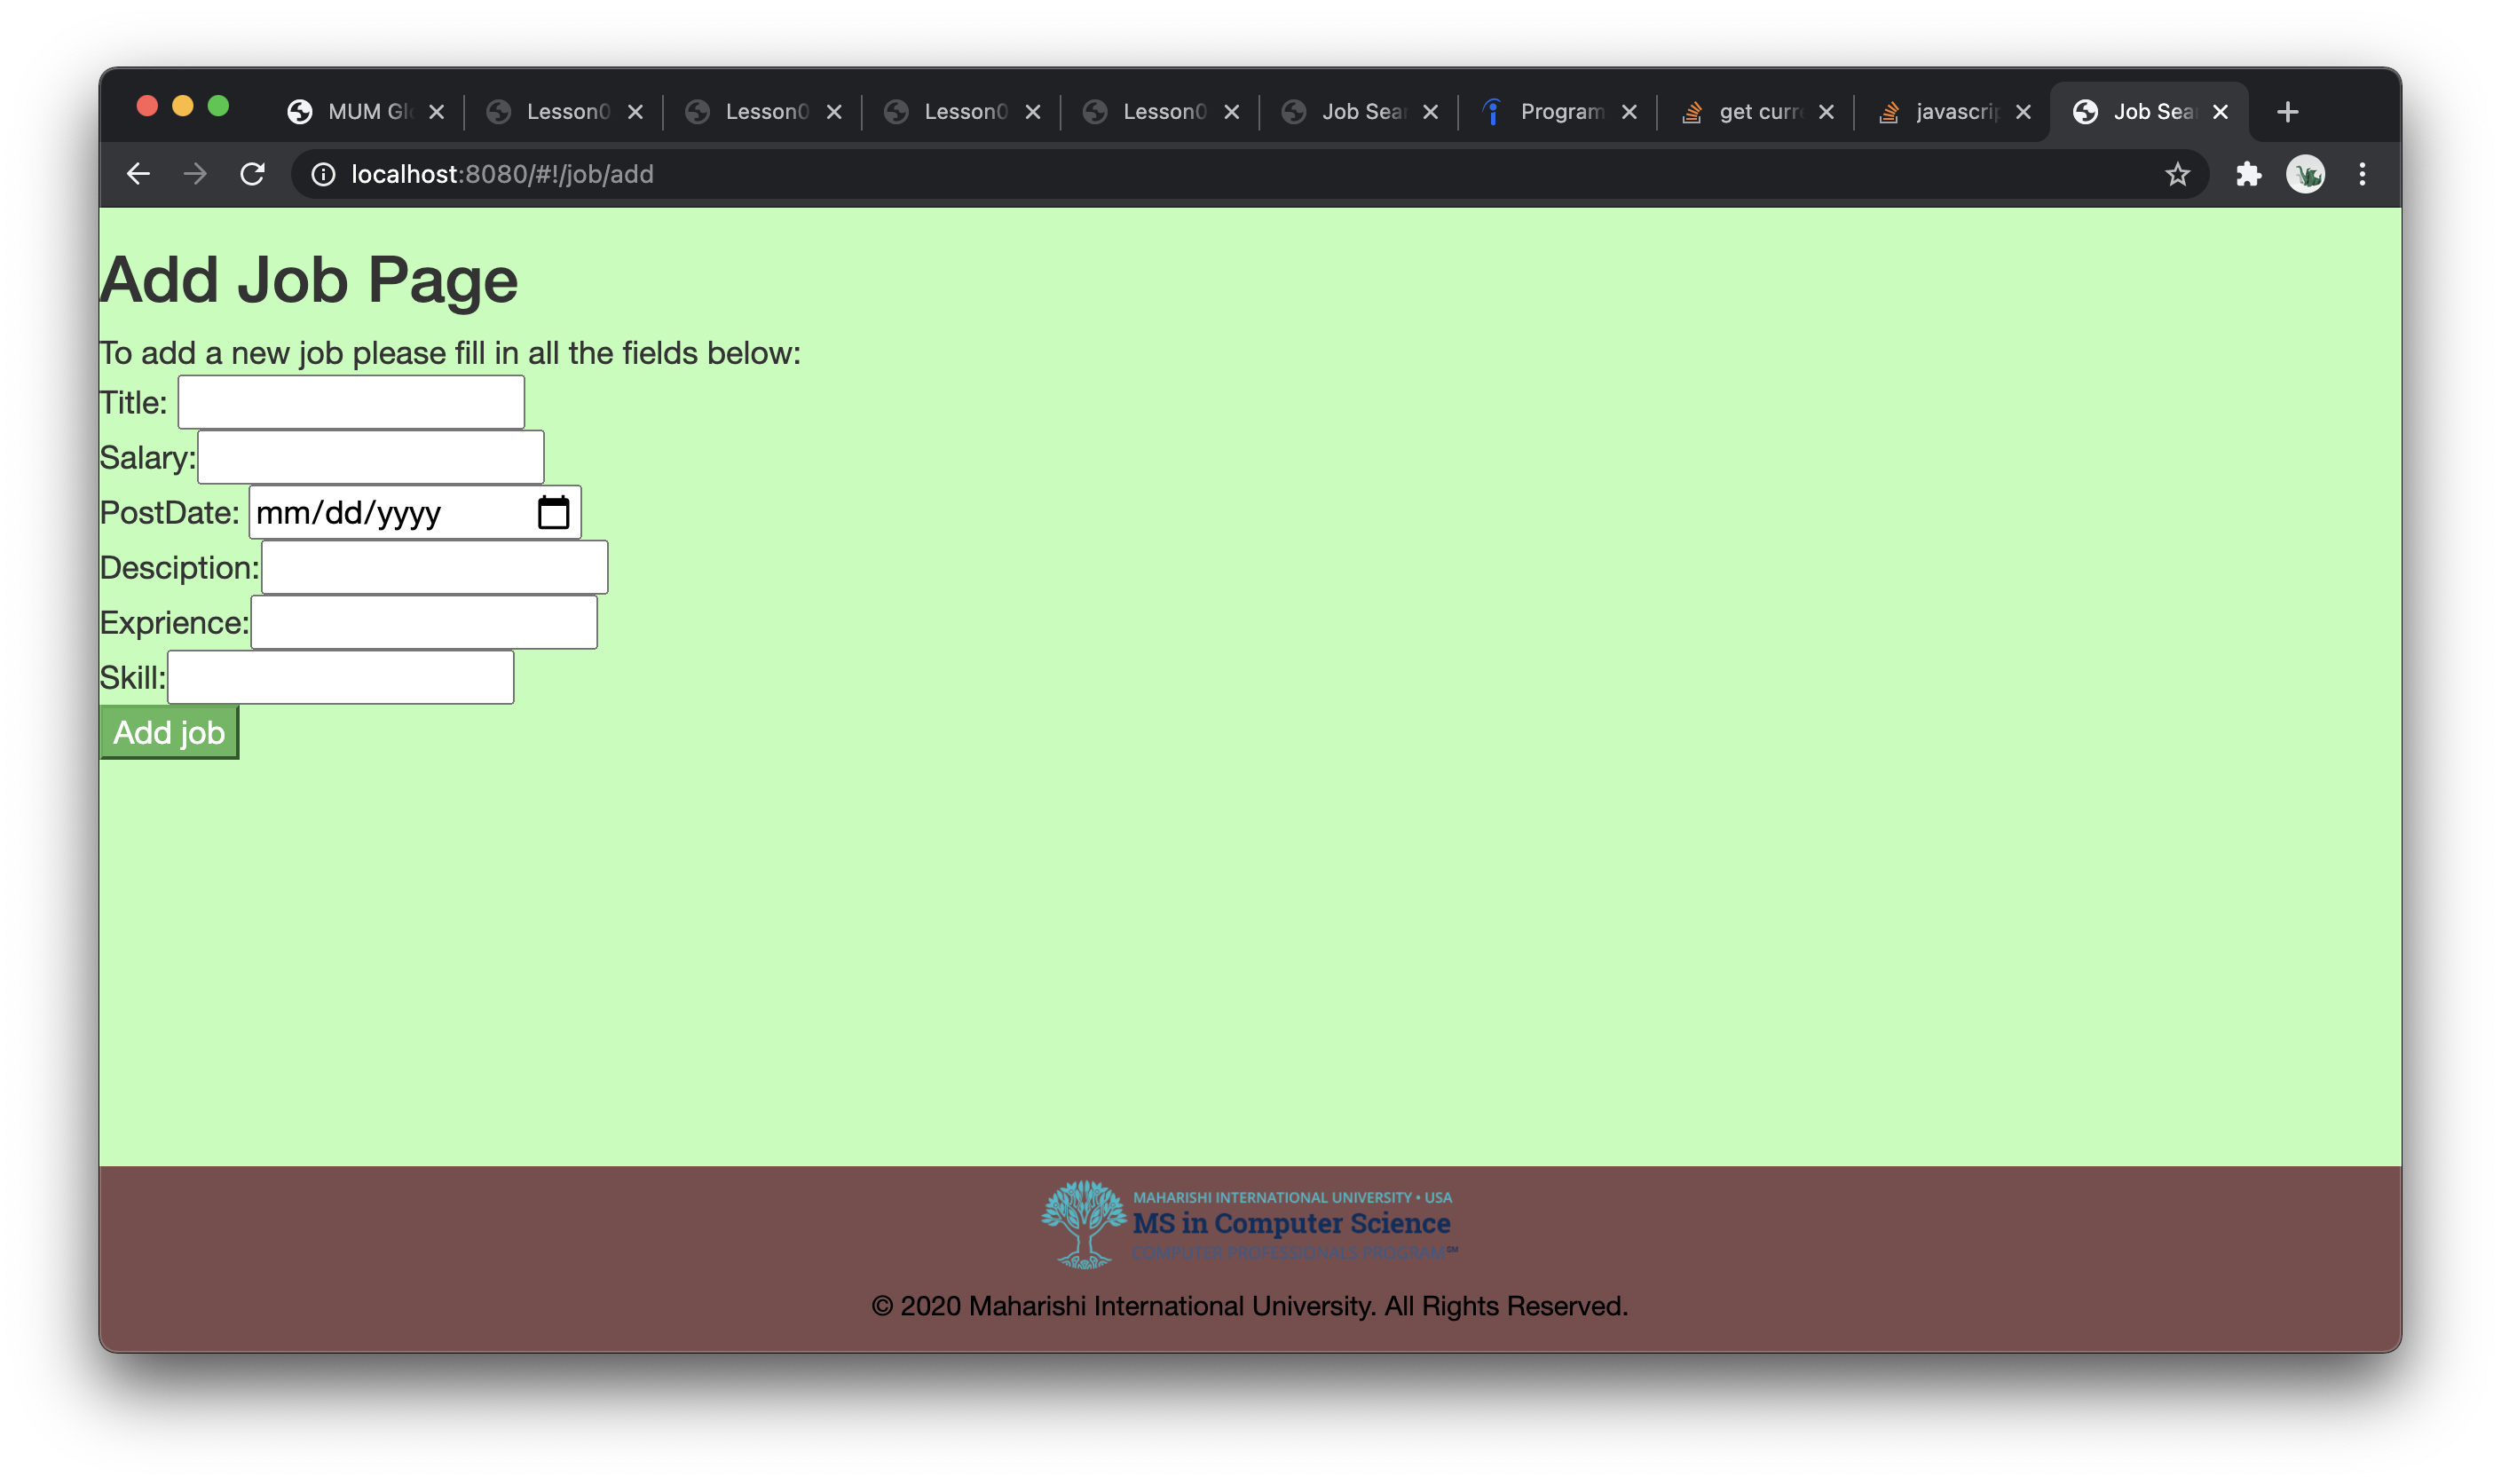 MUM Gl
Lesson0
Lesson0
Lesson0
Lesson0
Job Sea
Program
get curr
javascrip
Job Sea
localhost:8080/#!/job/add
Add Job Page
To add a new job please fill in all the fields below:
Title:
Salary:
PostDate: mm/dd/yyyy
Desciption:
Exprience:
Skill:
Add job
MAHARISHI INTERNATIONAL UNIVERSITY • USA
MS in Computer Science
COMPUTER PROFESSIONALS PROGRAM℠
© 2020 Maharishi International University. All Rights Reserved.